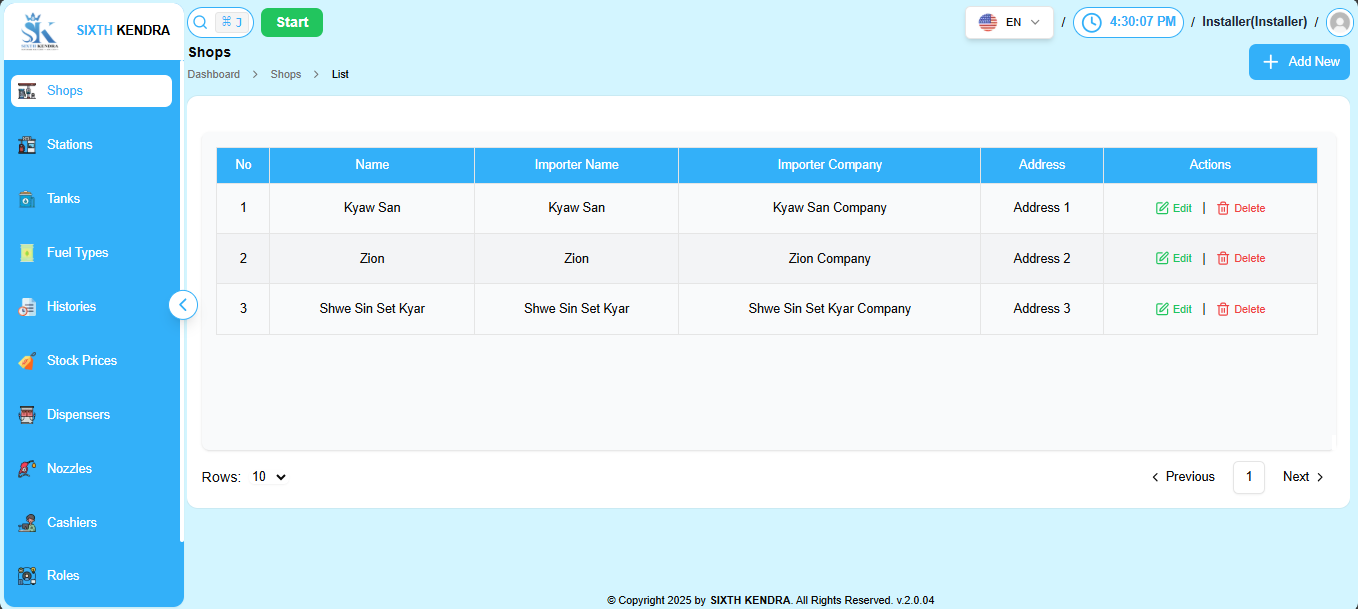 SIXTH KENDRA
SIXTH KENDRA
⌘ J
Start
EN
/
4:30:07 PM
/
Installer(Installer)
/
Shops
Dashboard > Shops > List
Add New
Shops
Stations
Tanks
Fuel Types
Histories
Stock Prices
Dispensers
Nozzles
Cashiers
Roles
No Name Importer Name Importer Company Address Actions
1 Kyaw San Kyaw San Kyaw San Company Address 1 Edit | Delete
2 Zion Zion Zion Company Address 2 Edit | Delete
3 Shwe Sin Set Kyar Shwe Sin Set Kyar Shwe Sin Set Kyar Company Address 3 Edit | Delete
Rows: 10
Previous 1 Next
© Copyright 2025 by SIXTH KENDRA. All Rights Reserved. v.2.0.04